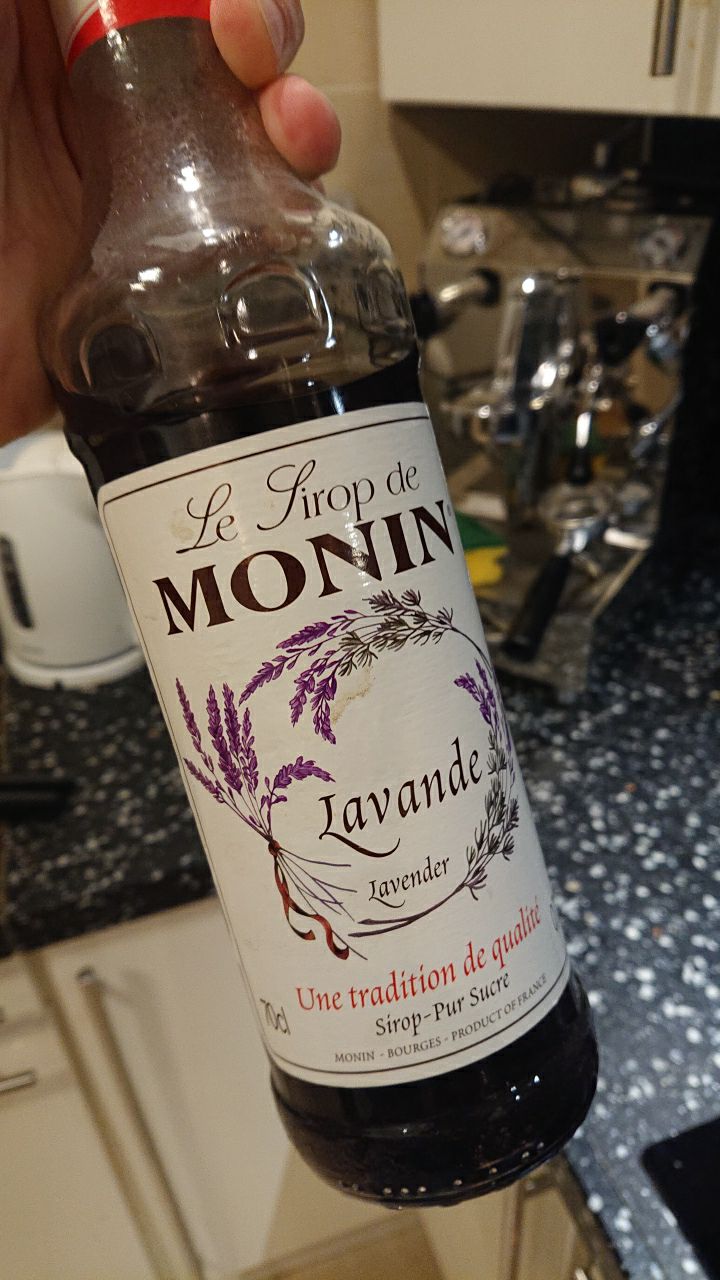 Le Sirop de
MONIN
Lavande
Lavender
Une tradition de qualité
70cl
Sirop-Pur Sucre
MONIN - BOURGES - PRODUCT OF FRANCE